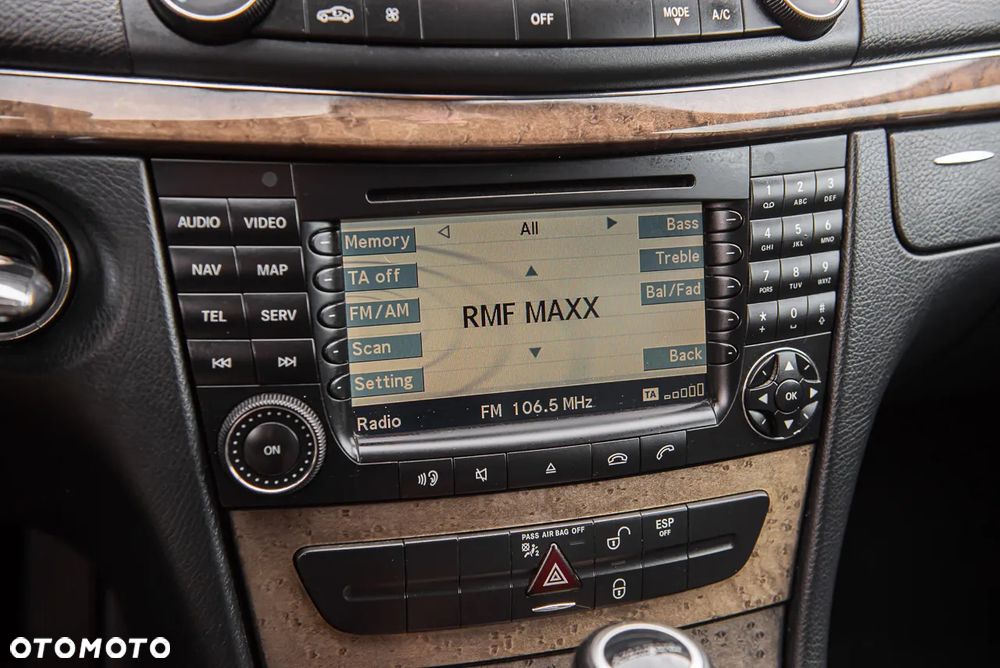 OFF
MODE
A/C
AUDIO VIDEO
NAV MAP
TEL SERV
ON
Memory
TA off
FM/AM
Scan
Setting
All
RMF MAXX
Bass
Treble
Bal/Fad
Back
Radio
FM 106.5 MHz
TA
1
2 ABC
3 DEF
4 GHI
5 JKL
6 MNO
7 PQRS
8 TUV
9 WXYZ
*
+
0
#
OK
PASS AIR BAG OFF
ESP
OFF
OTOMOTO